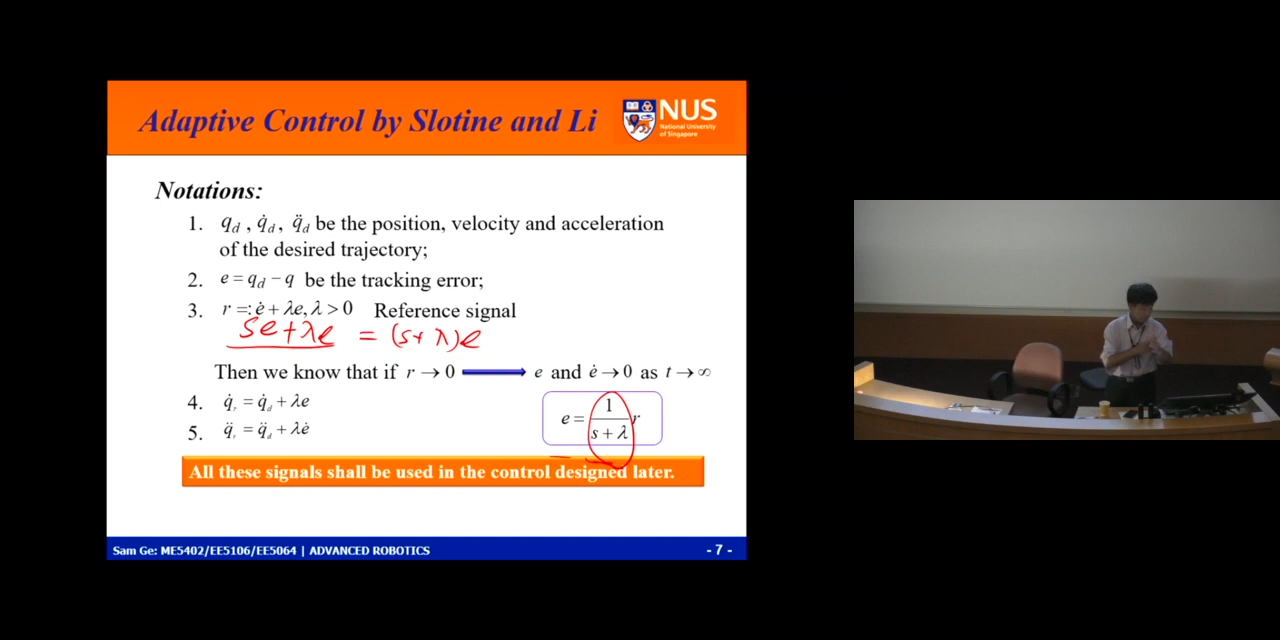 Adaptive Control by Slotine and Li
NUS
National University
of Singapore
Notations:
1. q_d , q̇_d, q̈_d be the position, velocity and acceleration
of the desired trajectory;
2. e = q_d − q be the tracking error;
3. r =: ė + λe, λ > 0 Reference signal
se + λe = (s + λ)e
Then we know that if r → 0 ⟶ e and ė → 0 as t → ∞
4. q̇_r = q̇_d + λe
5. q̈_r = q̈_d + λė
e = 1/(s + λ) r
All these signals shall be used in the control designed later.
Sam Ge: ME5402/EE5106/EE5064 | ADVANCED ROBOTICS - 7 -